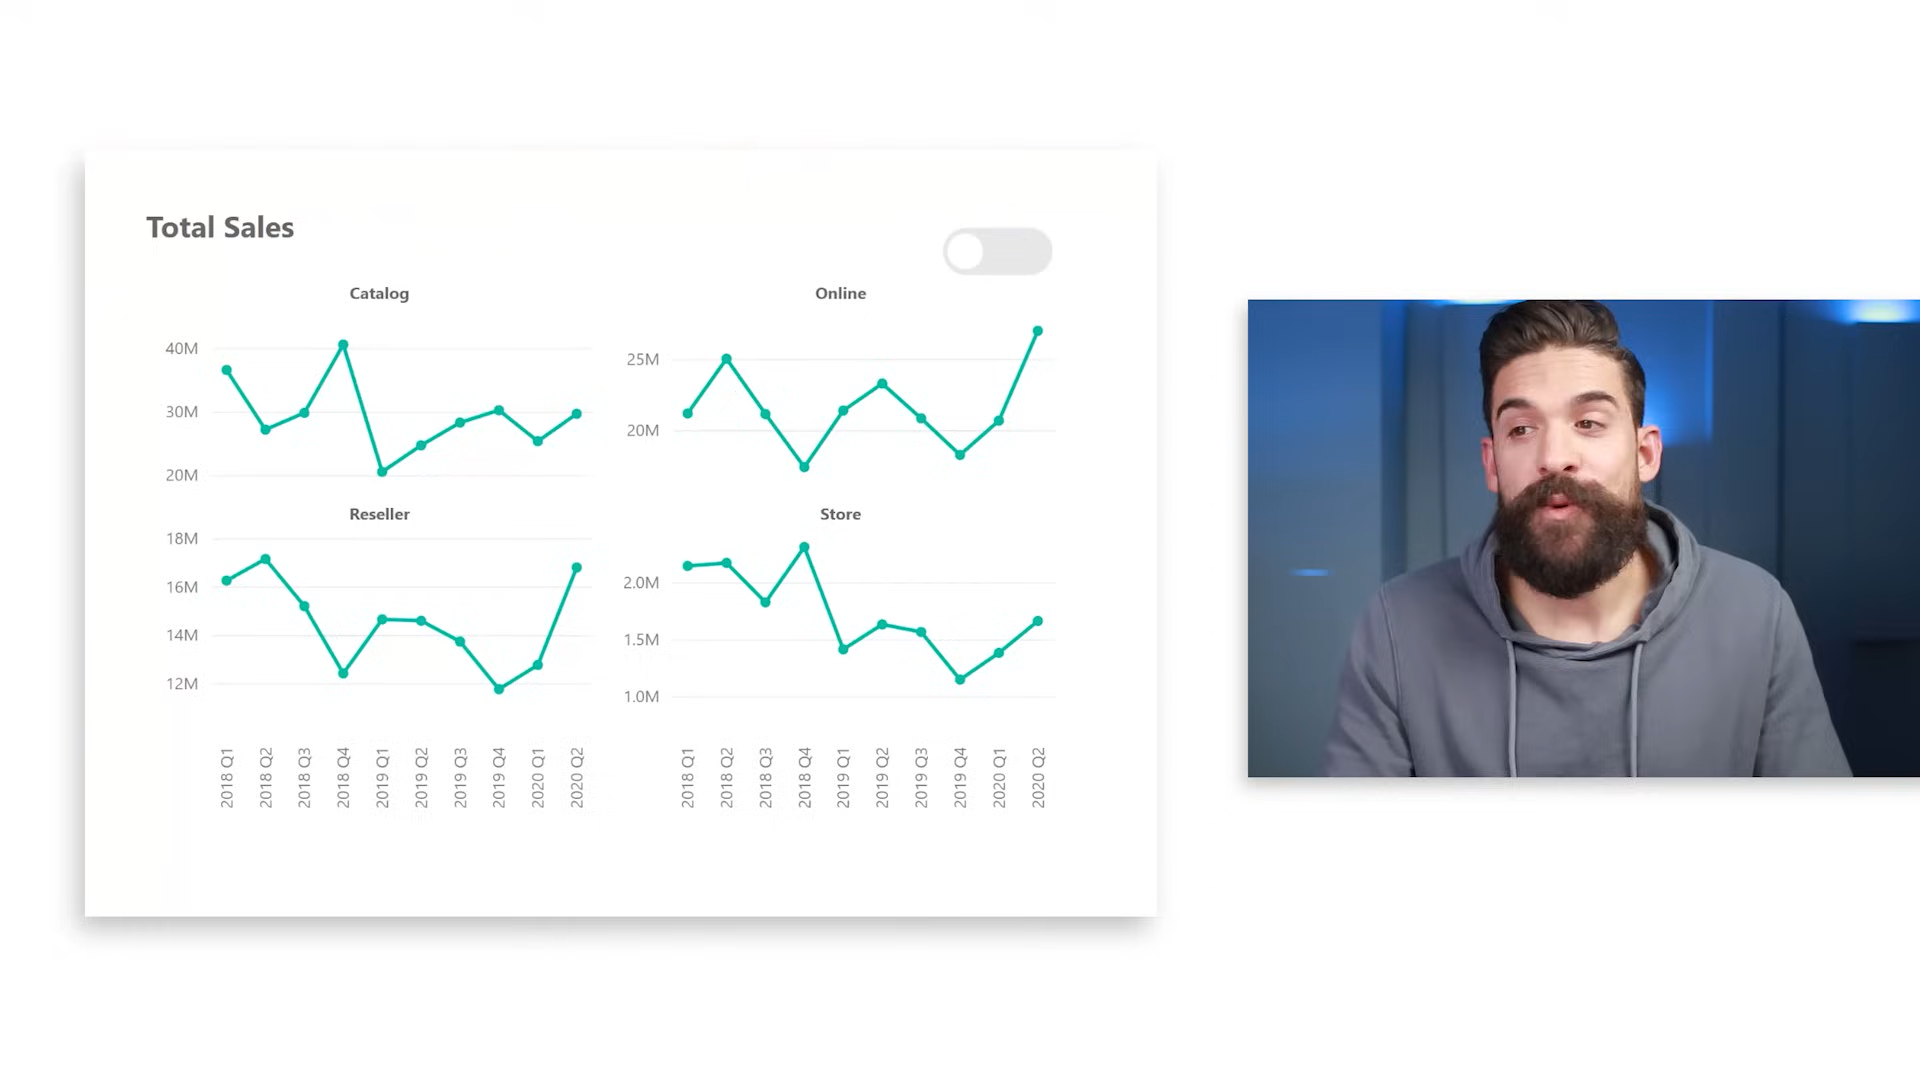 Total Sales
Catalog
40M
30M
20M
Online
25M
20M
Reseller
18M
16M
14M
12M
2018 Q1
2018 Q2
2018 Q3
2018 Q4
2019 Q1
2019 Q2
2019 Q3
2019 Q4
2020 Q1
2020 Q2
Store
2.0M
1.5M
1.0M
2018 Q1
2018 Q2
2018 Q3
2018 Q4
2019 Q1
2019 Q2
2019 Q3
2019 Q4
2020 Q1
2020 Q2